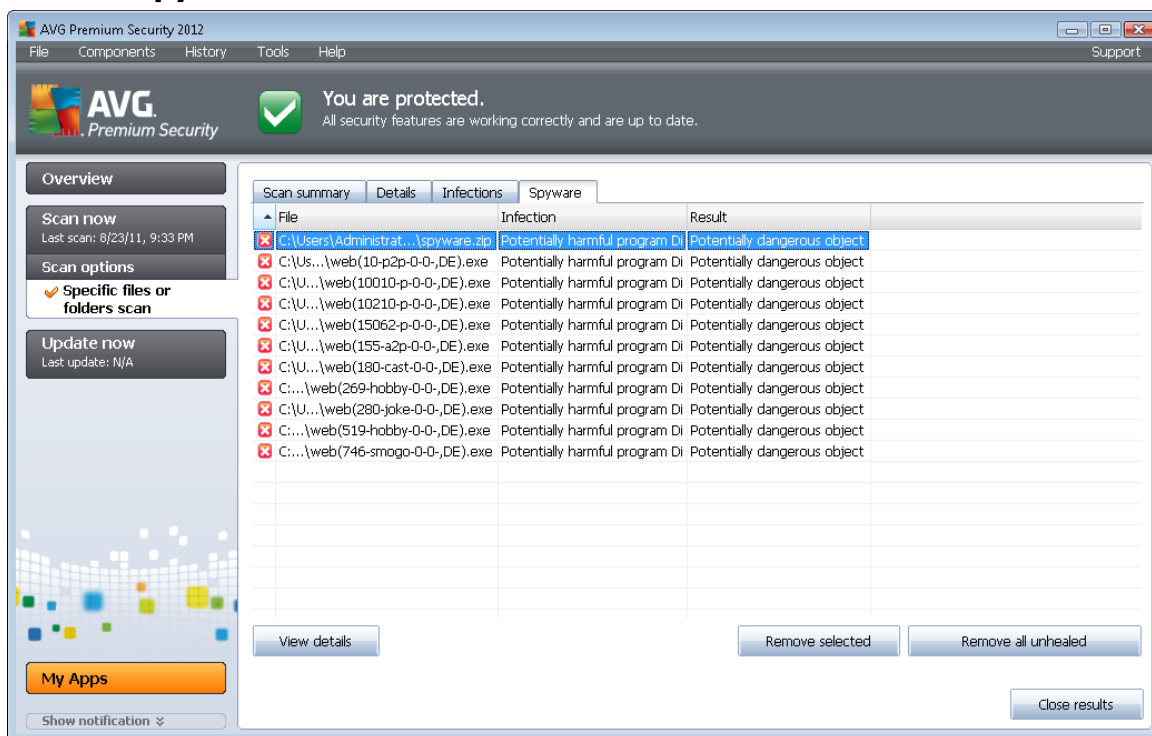 AVG Premium Security 2012
File Components History Tools Help Support
AVG.
Premium Security
You are protected.
All security features are working correctly and are up to date.
Overview
Scan now
Last scan: 8/23/11, 9:33 PM
Scan options
Specific files or
folders scan
Update now
Last update: N/A
My Apps
Show notification
Scan summary Details Infections Spyware
File Infection Result
C:\Users\Administrat...\spyware.zip Potentially harmful program Di Potentially dangerous object
C:\Us...\web(10-p2p-0-0-,DE).exe Potentially harmful program Di Potentially dangerous object
C:\U...\web(10010-p-0-0-,DE).exe Potentially harmful program Di Potentially dangerous object
C:\U...\web(10210-p-0-0-,DE).exe Potentially harmful program Di Potentially dangerous object
C:\U...\web(15062-p-0-0-,DE).exe Potentially harmful program Di Potentially dangerous object
C:\U...\web(155-a2p-0-0-,DE).exe Potentially harmful program Di Potentially dangerous object
C:\U...\web(180-cast-0-0-,DE).exe Potentially harmful program Di Potentially dangerous object
C:...\web(269-hobby-0-0-,DE).exe Potentially harmful program Di Potentially dangerous object
C:\U...\web(280-joke-0-0-,DE).exe Potentially harmful program Di Potentially dangerous object
C:...\web(519-hobby-0-0-,DE).exe Potentially harmful program Di Potentially dangerous object
C:...\web(746-smogo-0-0-,DE).exe Potentially harmful program Di Potentially dangerous object
View details Remove selected Remove all unhealed
Close results